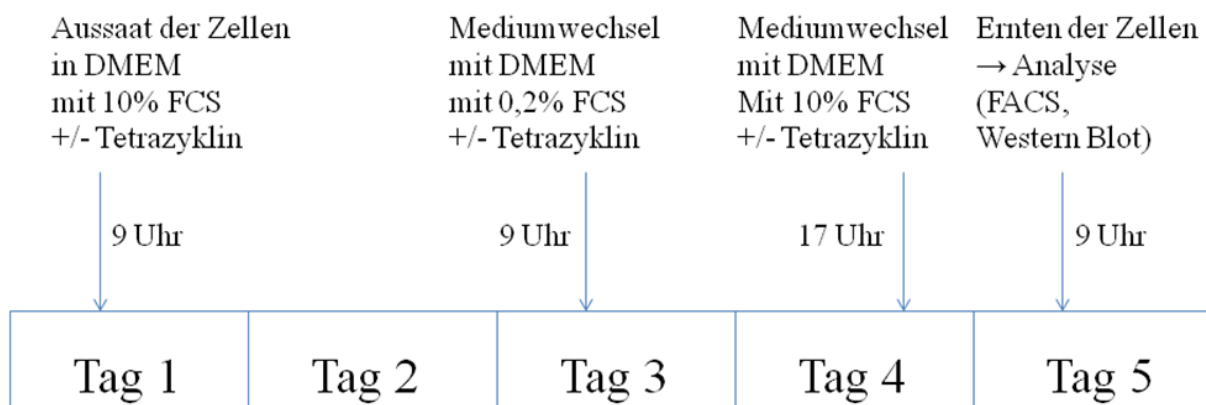 Aussaat der Zellen
in DMEM
mit 10% FCS
+/- Tetrazyklin
Mediumwechsel
mit DMEM
mit 0,2% FCS
+/- Tetrazyklin
Mediumwechsel
mit DMEM
Mit 10% FCS
+/- Tetrazyklin
Ernten der Zellen
→ Analyse
(FACS,
Western Blot)
9 Uhr
9 Uhr
17 Uhr
9 Uhr
Tag 1
Tag 2
Tag 3
Tag 4
Tag 5